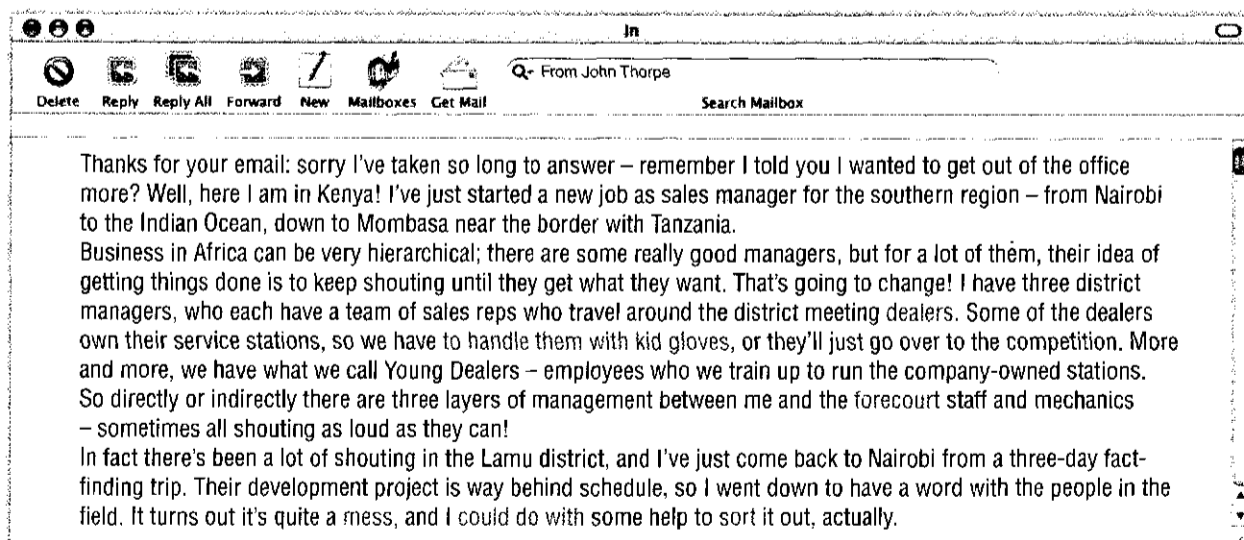 In
Q- From John Thorpe
Delete Reply Reply All Forward New Mailboxes Get Mail Search Mailbox
Thanks for your email: sorry I've taken so long to answer – remember I told you I wanted to get out of the office
more? Well, here I am in Kenya! I've just started a new job as sales manager for the southern region – from Nairobi
to the Indian Ocean, down to Mombasa near the border with Tanzania.
Business in Africa can be very hierarchical; there are some really good managers, but for a lot of them, their idea of
getting things done is to keep shouting until they get what they want. That's going to change! I have three district
managers, who each have a team of sales reps who travel around the district meeting dealers. Some of the dealers
own their service stations, so we have to handle them with kid gloves, or they'll just go over to the competition. More
and more, we have what we call Young Dealers – employees who we train up to run the company-owned stations.
So directly or indirectly there are three layers of management between me and the forecourt staff and mechanics
– sometimes all shouting as loud as they can!
In fact there's been a lot of shouting in the Lamu district, and I've just come back to Nairobi from a three-day fact-
finding trip. Their development project is way behind schedule, so I went down to have a word with the people in the
field. It turns out it's quite a mess, and I could do with some help to sort it out, actually.